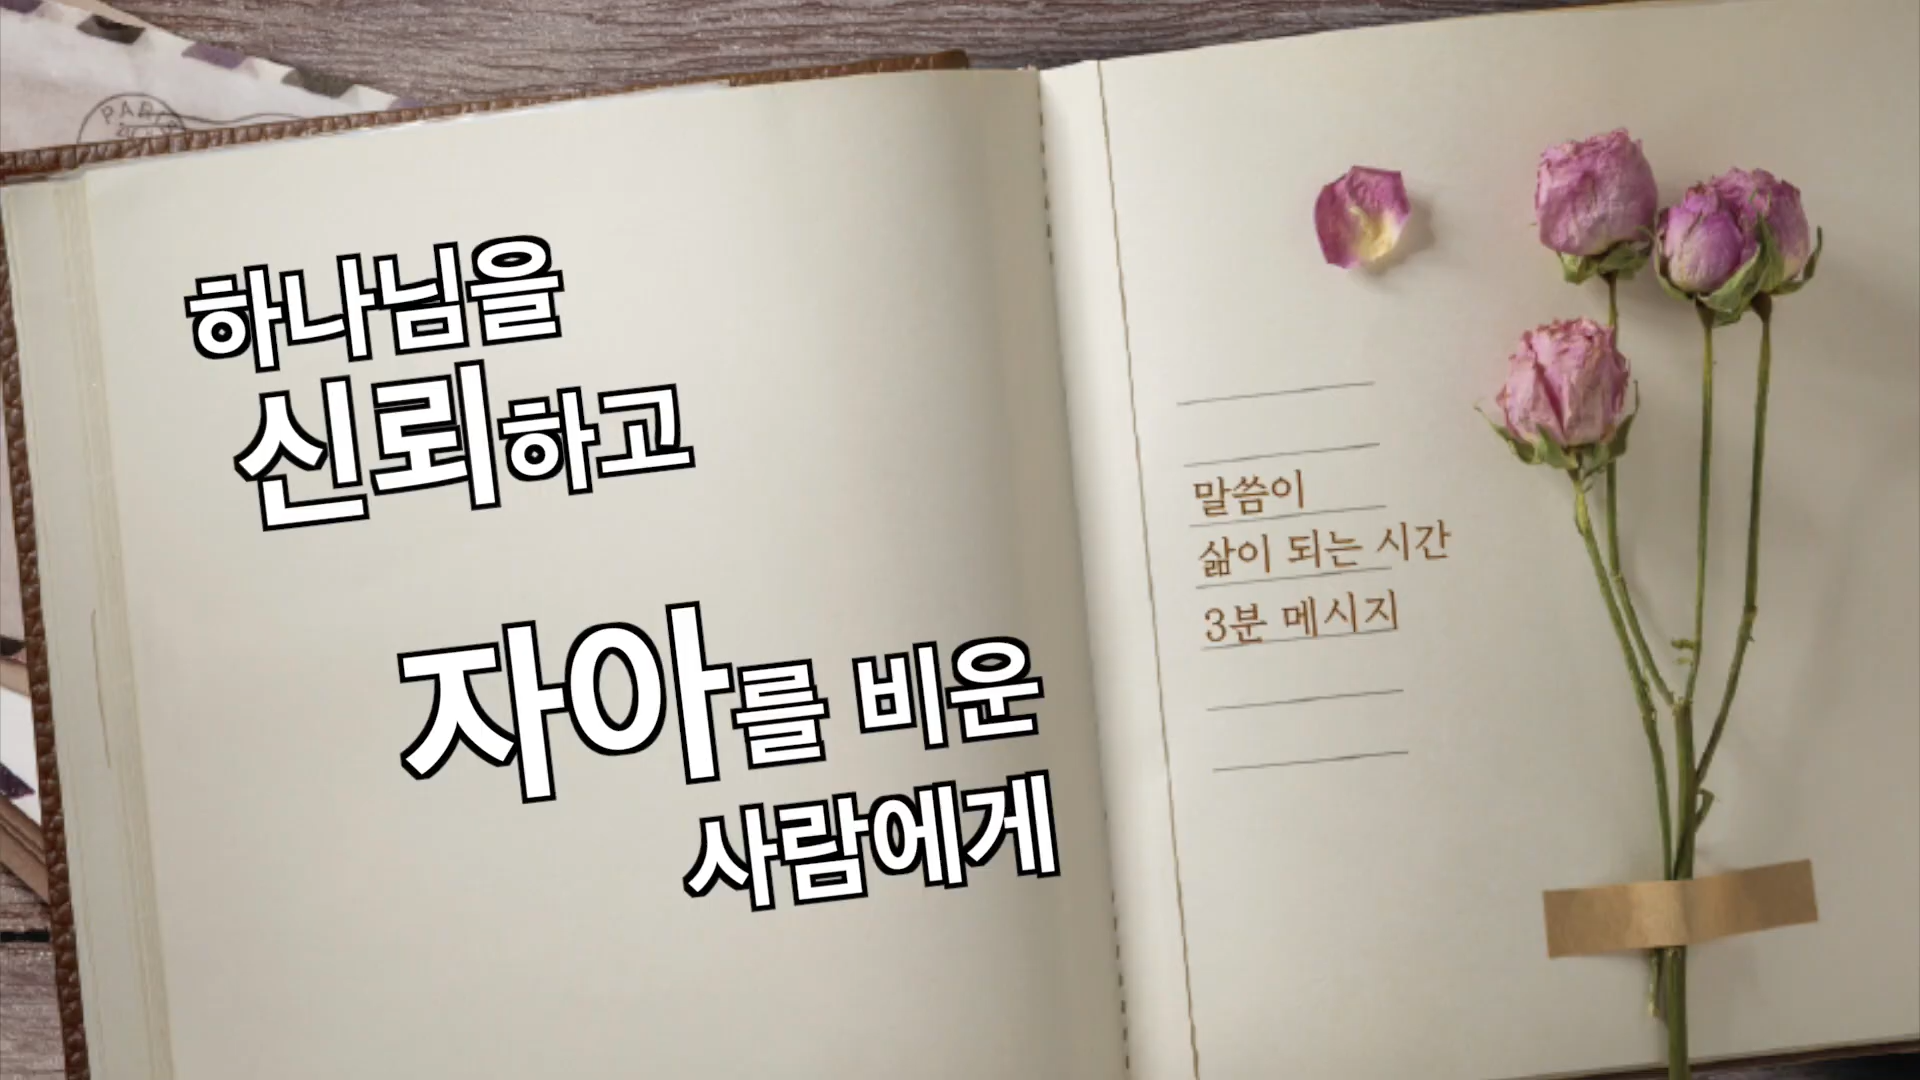 하나님을
신뢰하고
자아를 비운
사람에게
말씀이
삶이 되는 시간
3분 메시지